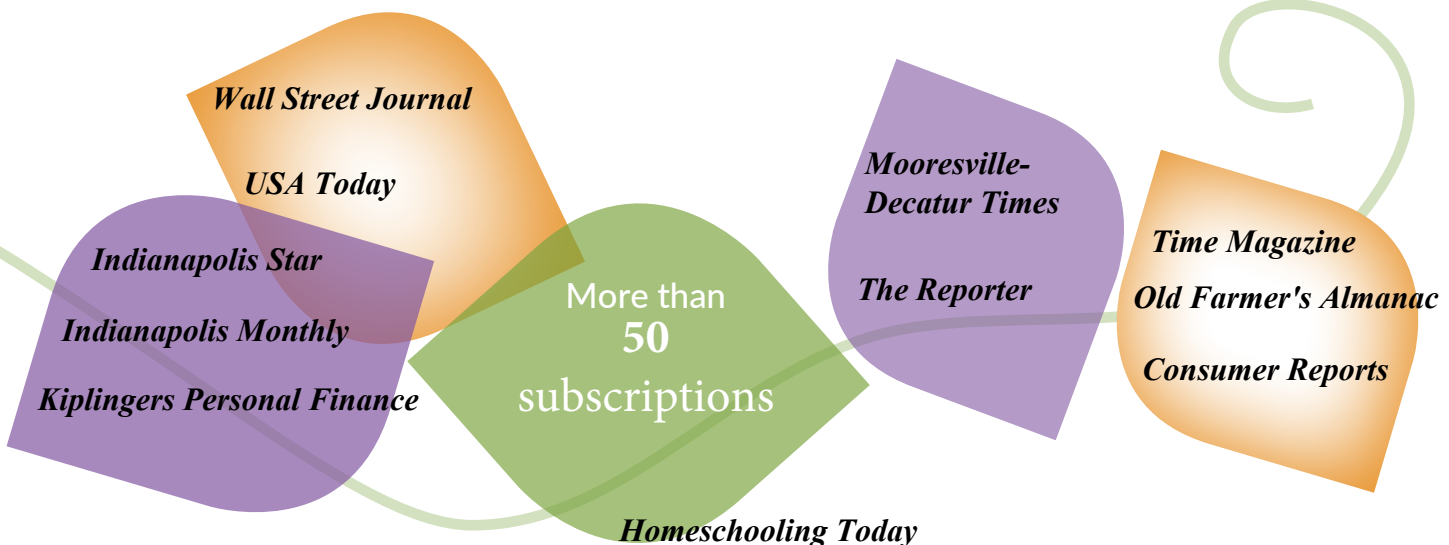 Wall Street Journal
USA Today
Indianapolis Star
Indianapolis Monthly
Kiplingers Personal Finance
More than
50
subscriptions
Homeschooling Today
Mooresville-
Decatur Times
The Reporter
Time Magazine
Old Farmer's Almanac
Consumer Reports